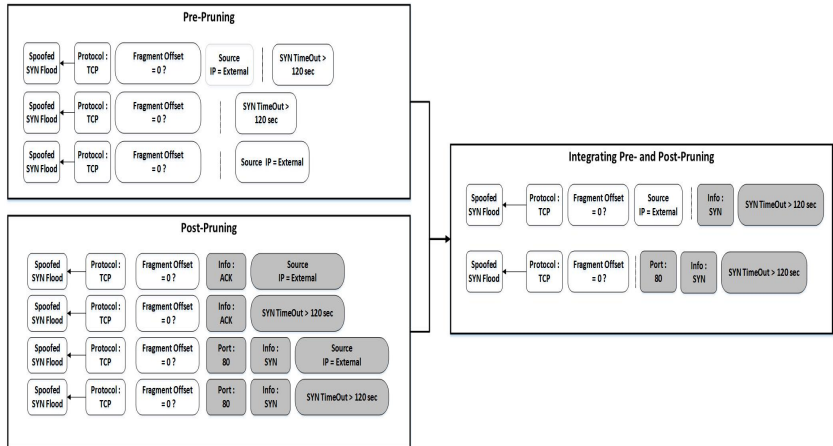 Pre-Pruning
Spoofed SYN Flood Protocol : TCP Fragment Offset = 0 ? Source IP = External SYN TimeOut > 120 sec
Spoofed SYN Flood Protocol : TCP Fragment Offset = 0 ? SYN TimeOut > 120 sec
Spoofed SYN Flood Protocol : TCP Fragment Offset = 0 ? Source IP = External
Post-Pruning
Spoofed SYN Flood Protocol : TCP Fragment Offset = 0 ? Info : ACK Source IP = External
Spoofed SYN Flood Protocol : TCP Fragment Offset = 0 ? Info : ACK SYN TimeOut > 120 sec
Spoofed SYN Flood Protocol : TCP Fragment Offset = 0 ? Port : 80 Info : SYN Source IP = External
Spoofed SYN Flood Protocol : TCP Fragment Offset = 0 ? Port : 80 Info : SYN SYN TimeOut > 120 sec
Integrating Pre- and Post-Pruning
Spoofed SYN Flood Protocol : TCP Fragment Offset = 0 ? Source IP = External Info : SYN SYN TimeOut > 120 sec
Spoofed SYN Flood Protocol : TCP Fragment Offset = 0 ? Port : 80 Info : SYN SYN TimeOut > 120 sec